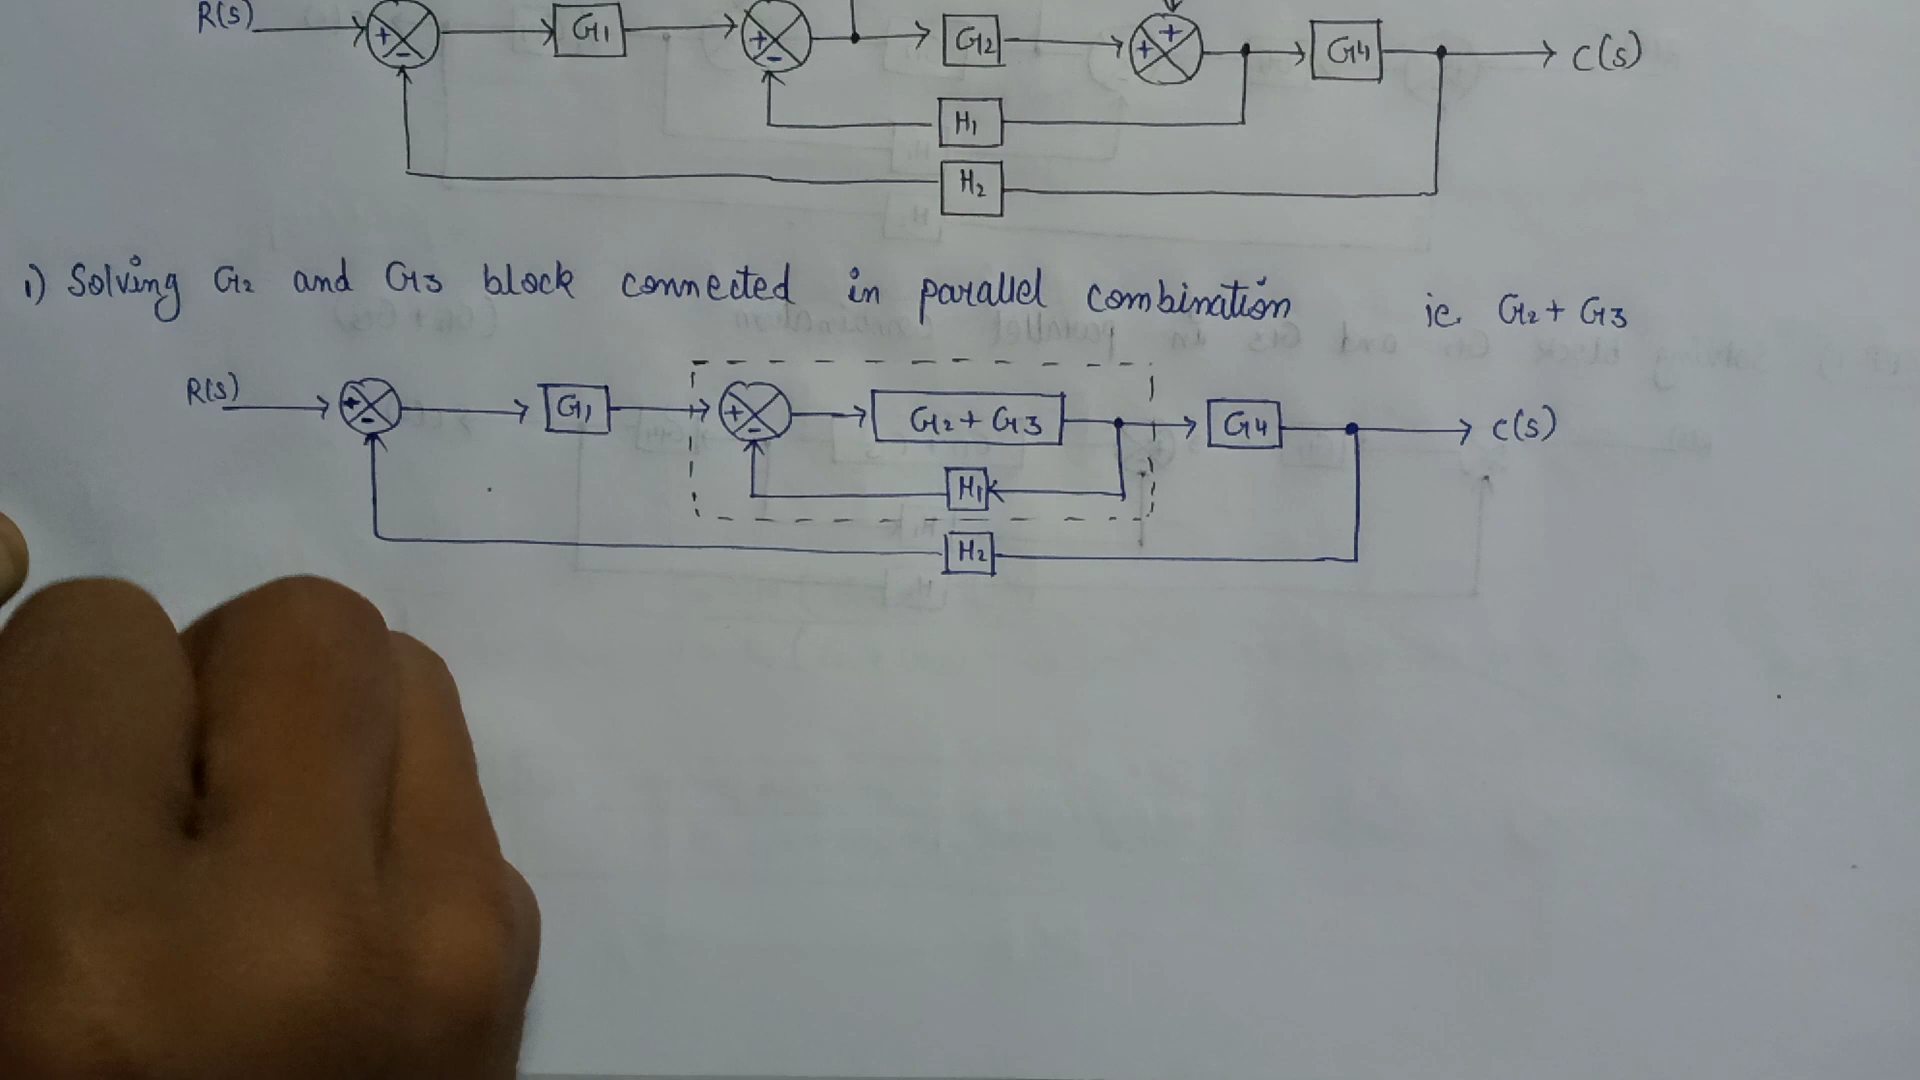 R(s) + - G1 + - G2 + + G4 C(s)
H1
H2
1) Solving G2 and G3 block connected in parallel combination ie G2 + G3
R(s) + - G1 + - G2 + G3 G4 C(s)
H1
H2